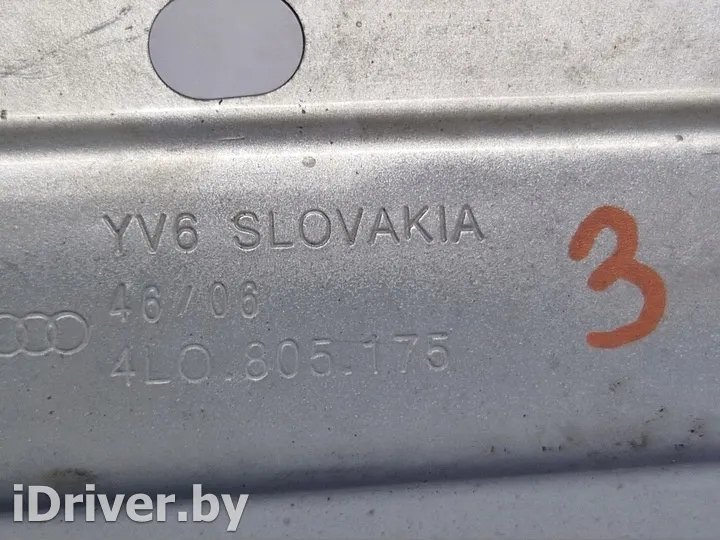 YV6 SLOVAKIA
46/06
4L0.805.175
3
iDriver.by